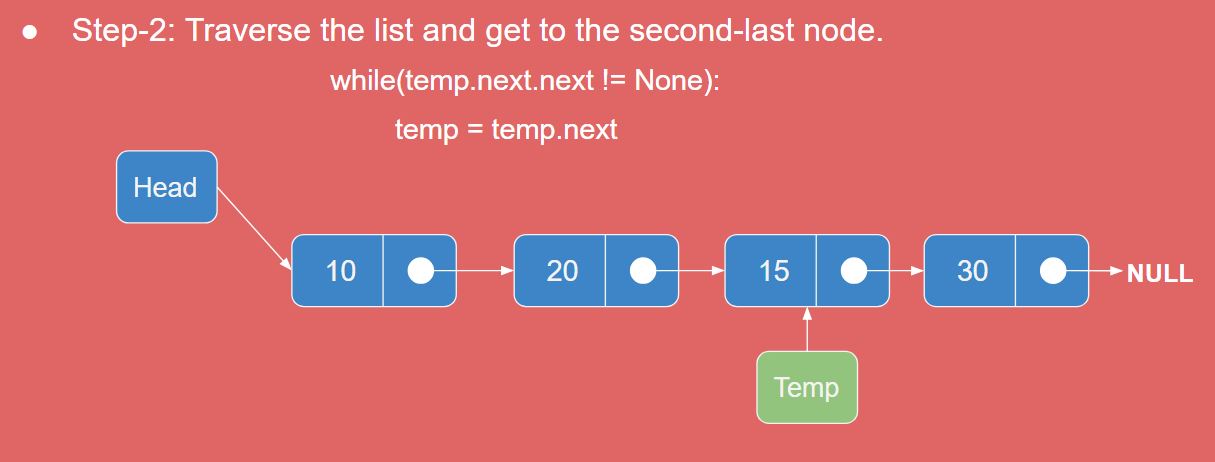 ● Step-2: Traverse the list and get to the second-last node.
while(temp.next.next != None):
temp = temp.next
Head
10
20
15
30
NULL
Temp